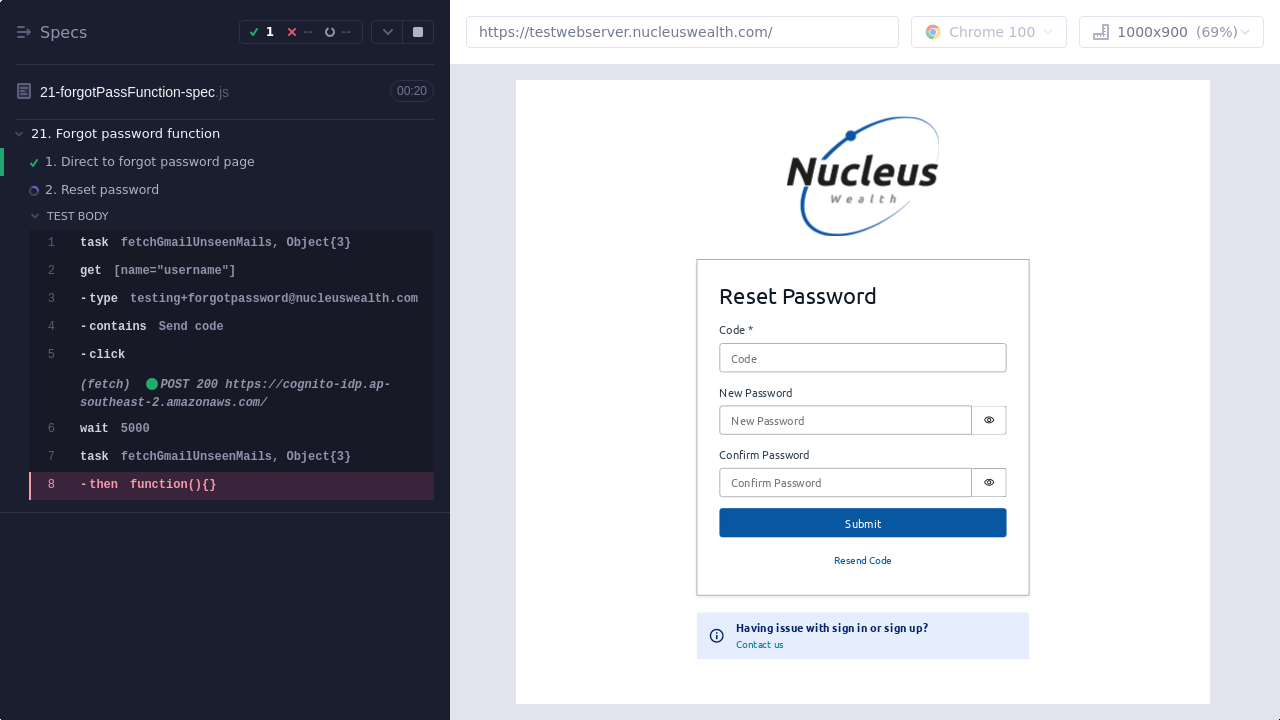 Specs
1
--
--
21-forgotPassFunction-spec.js
00:20
21. Forgot password function
1. Direct to forgot password page
2. Reset password
TEST BODY
1 task fetchGmailUnseenMails, Object{3}
2 get [name="username"]
3 -type testing+forgotpassword@nucleuswealth.com
4 -contains Send code
5 -click
(fetch) POST 200 https://cognito-idp.ap-
southeast-2.amazonaws.com/
6 wait 5000
7 task fetchGmailUnseenMails, Object{3}
8 -then function(){}
https://testwebserver.nucleuswealth.com/
Chrome 100
1000x900 (69%)
Nucleus
Wealth
Reset Password
Code *
Code
New Password
New Password
Confirm Password
Confirm Password
Submit
Resend Code
Having issue with sign in or sign up?
Contact us